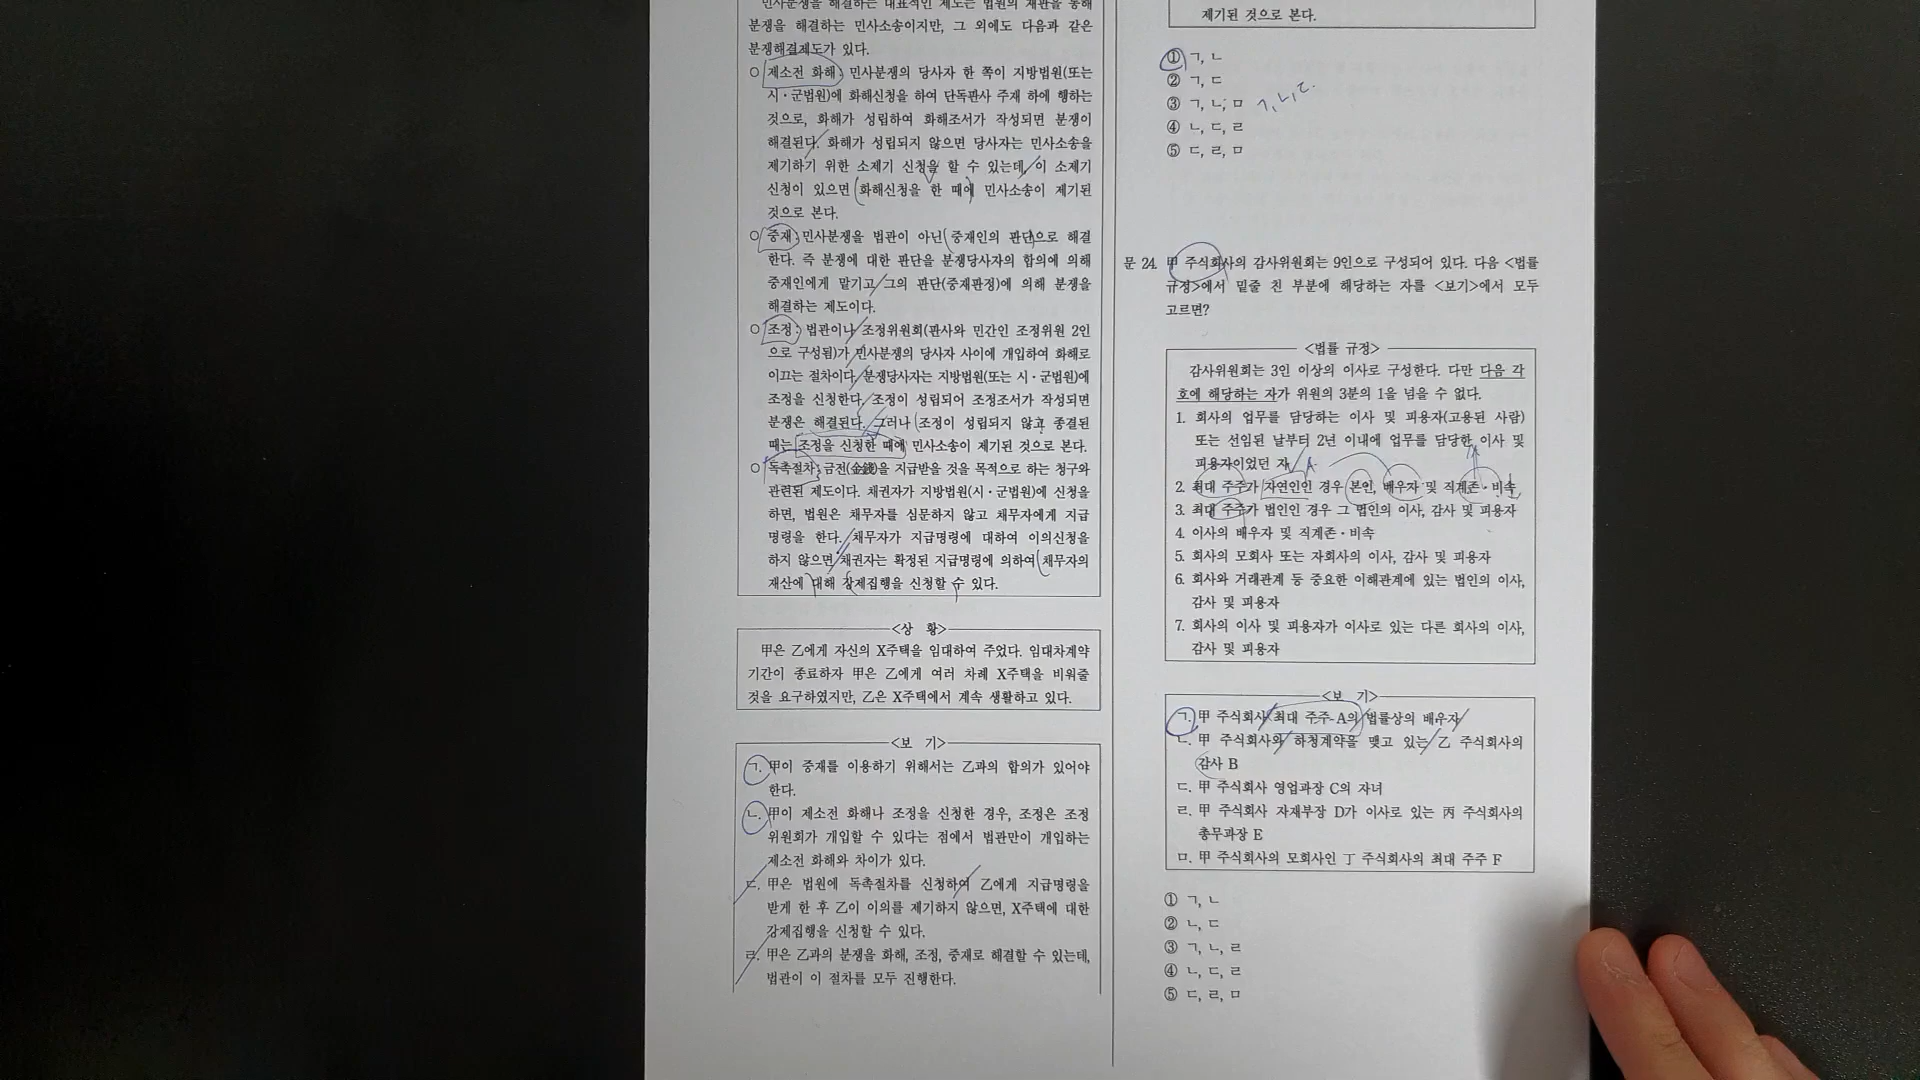 민사분쟁을 해결하는 대표적인 제도는 법원의 재판을 통해
분쟁을 해결하는 민사소송이지만, 그 외에도 다음과 같은
분쟁해결제도가 있다.
○ 제소전 화해: 민사분쟁의 당사자 한 쪽이 지방법원(또는
시·군법원)에 화해신청을 하여 단독판사 주재 하에 행하는
것으로, 화해가 성립하여 화해조서가 작성되면 분쟁이
해결된다. 화해가 성립되지 않으면 당사자는 민사소송을
제기하기 위한 소제기 신청을 할 수 있는데, 이 소제기
신청이 있으면 화해신청을 한 때에 민사소송이 제기된
것으로 본다.
○ 중재: 민사분쟁을 법관이 아닌 중재인의 판단으로 해결
한다. 즉 분쟁에 대한 판단을 분쟁당사자의 합의에 의해
중재인에게 맡기고, 그의 판단(중재판정)에 의해 분쟁을
해결하는 제도이다.
○ 조정: 법관이나 조정위원회(판사와 민간인 조정위원 2인
으로 구성됨)가 민사분쟁의 당사자 사이에 개입하여 화해로
이끄는 절차이다. 분쟁당사자는 지방법원(또는 시·군법원)에
조정을 신청한다. 조정이 성립되어 조정조서가 작성되면
분쟁은 해결된다. 그러나 조정이 성립되지 않고 종결된
때는 조정을 신청한 때에 민사소송이 제기된 것으로 본다.
○ 독촉절차: 금전(金錢)을 지급받을 것을 목적으로 하는 청구와
관련된 제도이다. 채권자가 지방법원(시·군법원)에 신청을
하면, 법원은 채무자를 심문하지 않고 채무자에게 지급
명령을 한다. 채무자가 지급명령에 대하여 이의신청을
하지 않으면, 채권자는 확정된 지급명령에 의하여 채무자의
재산에 대해 강제집행을 신청할 수 있다.
<상 황>
甲은 乙에게 자신의 X주택을 임대하여 주었다. 임대차계약
기간이 종료하자 甲은 乙에게 여러 차례 X주택을 비워줄
것을 요구하였지만, 乙은 X주택에서 계속 생활하고 있다.
<보 기>
ㄱ. 甲이 중재를 이용하기 위해서는 乙과의 합의가 있어야
한다.
ㄴ. 甲이 제소전 화해나 조정을 신청한 경우, 조정은 조정
위원회가 개입할 수 있다는 점에서 법관만이 개입하는
제소전 화해와 차이가 있다.
ㄷ. 甲은 법원에 독촉절차를 신청하여 乙에게 지급명령을
받게 한 후 乙이 이의를 제기하지 않으면, X주택에 대한
강제집행을 신청할 수 있다.
ㄹ. 甲은 乙과의 분쟁을 화해, 조정, 중재로 해결할 수 있는데,
법관이 이 절차를 모두 진행한다.
제기된 것으로 본다.
① ㄱ, ㄴ
② ㄱ, ㄷ
③ ㄱ, ㄴ, ㅁ ㄱ, ㄴ, ㄷ.
④ ㄴ, ㄷ, ㄹ
⑤ ㄷ, ㄹ, ㅁ
문 24. 甲 주식회사의 감사위원회는 9인으로 구성되어 있다. 다음 <법률
규정>에서 밑줄 친 부분에 해당하는 자를 <보기>에서 모두
고르면?
<법률 규정>
감사위원회는 3인 이상의 이사로 구성한다. 다만 다음 각
호에 해당하는 자가 위원의 3분의 1을 넘을 수 없다.
1. 회사의 업무를 담당하는 이사 및 피용자(고용된 사람)
또는 선임된 날부터 2년 이내에 업무를 담당한 이사 및
피용자이었던 자 A
2. 최대 주주가 자연인인 경우 본인, 배우자 및 직계존·비속
3. 최대 주주가 법인인 경우 그 법인의 이사, 감사 및 피용자
4. 이사의 배우자 및 직계존·비속
5. 회사의 모회사 또는 자회사의 이사, 감사 및 피용자
6. 회사와 거래관계 등 중요한 이해관계에 있는 법인의 이사,
감사 및 피용자
7. 회사의 이사 및 피용자가 이사로 있는 다른 회사의 이사,
감사 및 피용자
<보 기>
ㄱ. 甲 주식회사 최대 주주 A의 법률상의 배우자
ㄴ. 甲 주식회사와 하청계약을 맺고 있는 乙 주식회사의
감사 B
ㄷ. 甲 주식회사 영업과장 C의 자녀
ㄹ. 甲 주식회사 자재부장 D가 이사로 있는 丙 주식회사의
총무과장 E
ㅁ. 甲 주식회사의 모회사인 丁 주식회사의 최대 주주 F
① ㄱ, ㄴ
② ㄴ, ㄷ
③ ㄱ, ㄴ, ㄹ
④ ㄴ, ㄷ, ㄹ
⑤ ㄷ, ㄹ, ㅁ